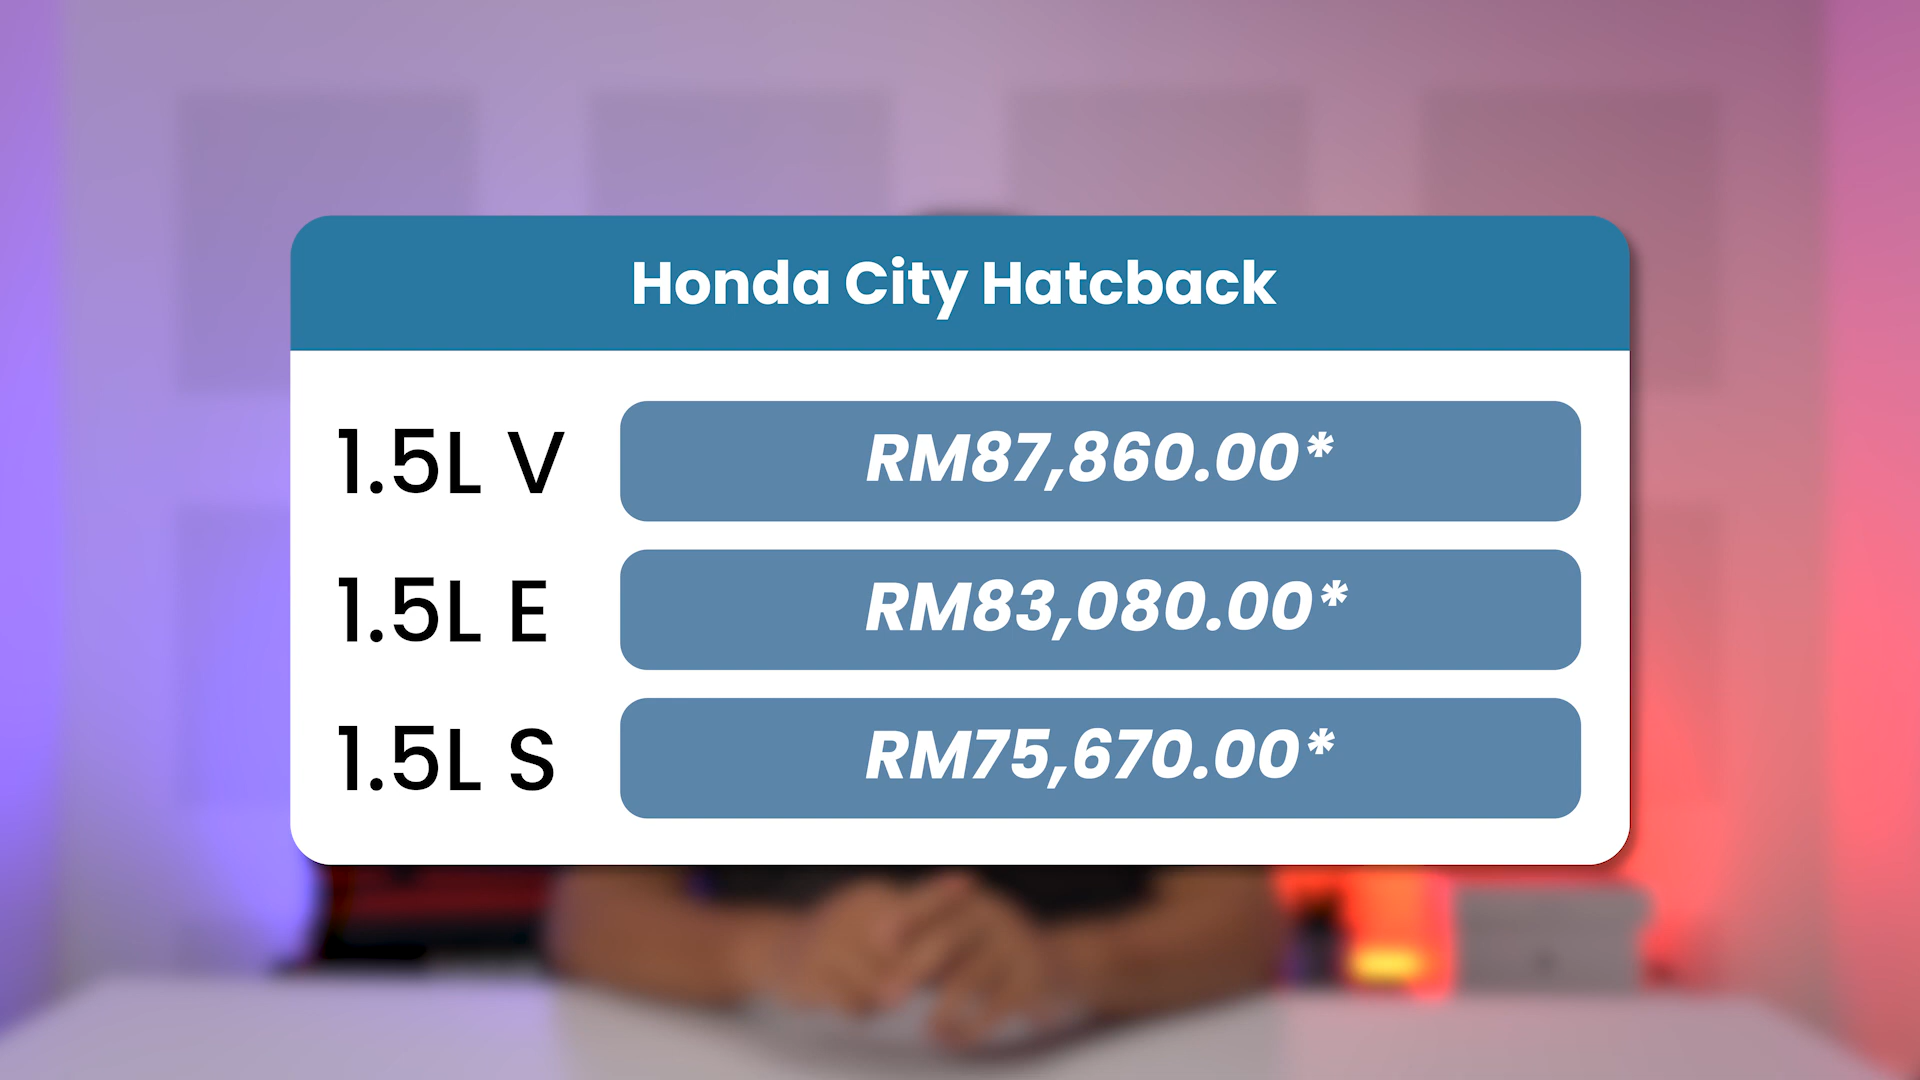 Honda City Hatcback
1.5L V
RM87,860.00*
1.5L E
RM83,080.00*
1.5L S
RM75,670.00*